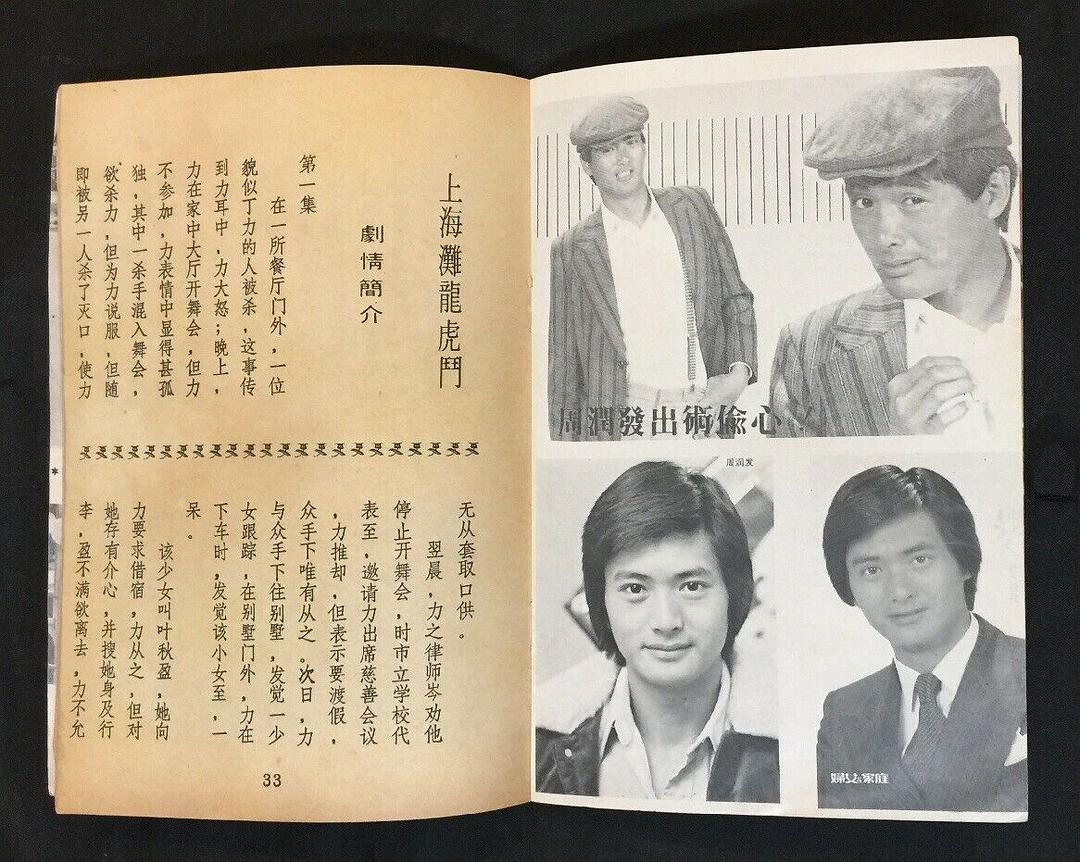 上海灘龍虎鬥
劇情簡介
第一集
在一所餐厅门外，一位
貌似丁力的人被杀，这事传
到力耳中，力大怒；晚上，
力在家中大厅开舞会，但力
不参加，力表情中显得甚孤
独，其中一杀手混入舞会，
欲杀力，但为力说服，但随
即被另一人杀了灭口，使力
无从套取口供。
翌晨，力之律师岑劝他
停止开舞会，时市立学校代
表至，邀请力出席慈善会议
，力推却，但表示要渡假，
众手下唯有从之。次日，力
与众手下住别墅，发觉一少
女跟踪，在别墅门外，力在
下车时，发觉该小女至，一
呆。
该少女叫叶秋盈，她向
力要求借宿，力从之，但对
她存有介心，并搜她身及行
李，盈不满欲离去，力不允
33
周潤發出術偷心
周润发
婦女家庭